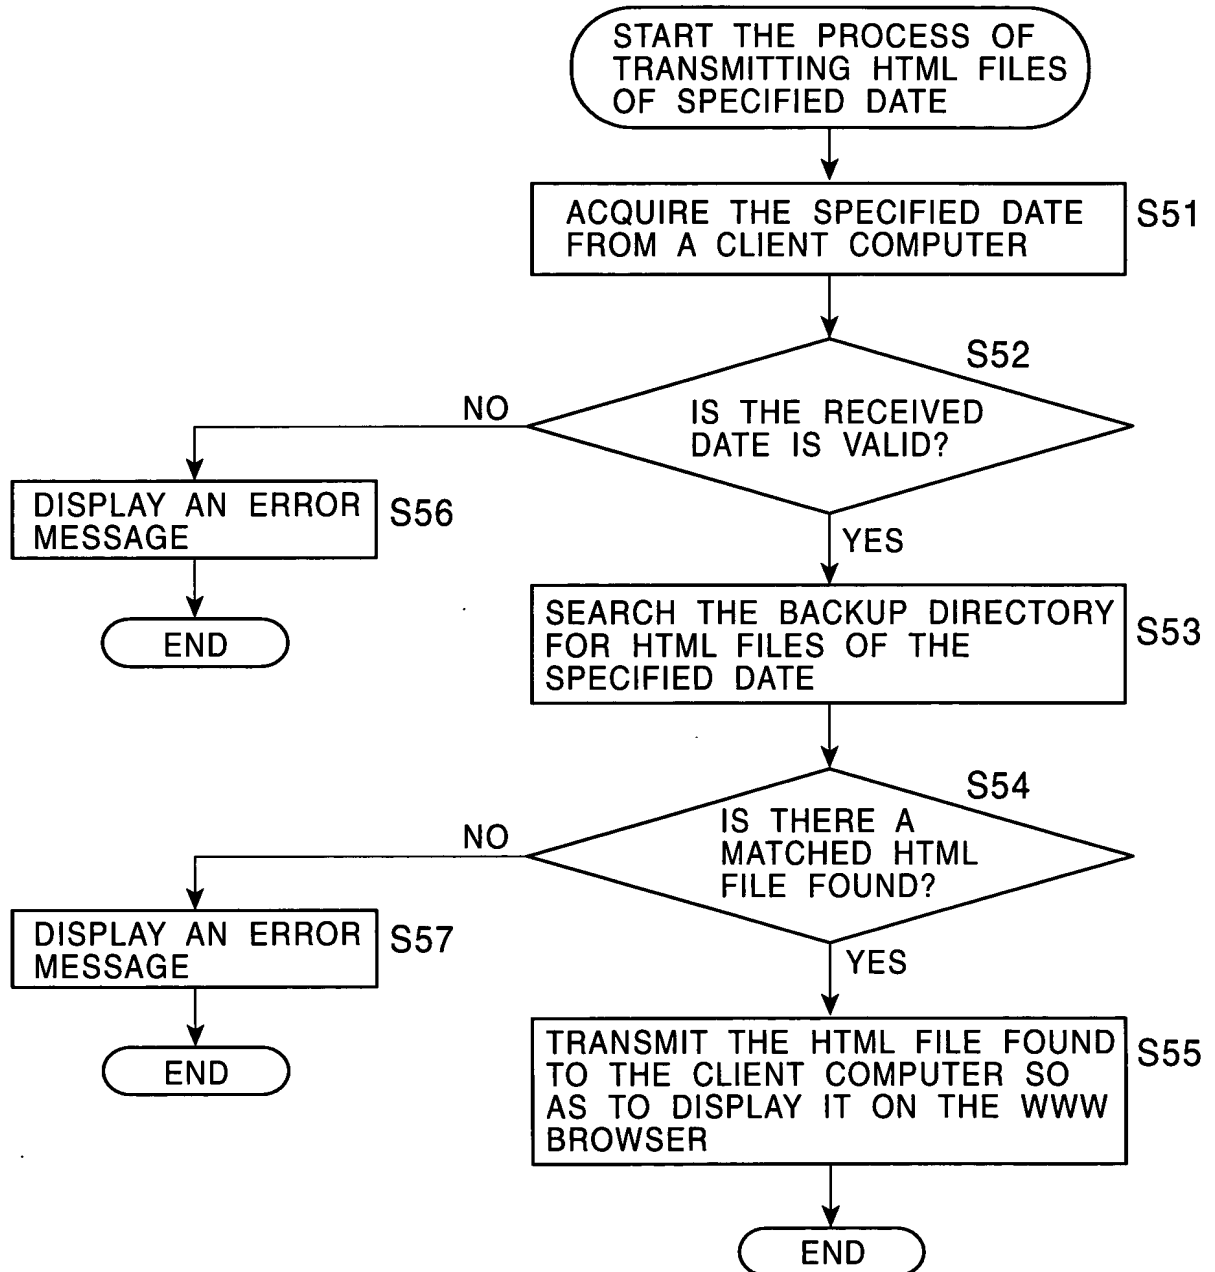 START THE PROCESS OF
TRANSMITTING HTML FILES
OF SPECIFIED DATE
ACQUIRE THE SPECIFIED DATE
FROM A CLIENT COMPUTER
S51
S52
IS THE RECEIVED
DATE IS VALID?
NO
YES
DISPLAY AN ERROR
MESSAGE
S56
END
SEARCH THE BACKUP DIRECTORY
FOR HTML FILES OF THE
SPECIFIED DATE
S53
S54
IS THERE A
MATCHED HTML
FILE FOUND?
NO
YES
DISPLAY AN ERROR
MESSAGE
S57
END
TRANSMIT THE HTML FILE FOUND
TO THE CLIENT COMPUTER SO
AS TO DISPLAY IT ON THE WWW
BROWSER
S55
END